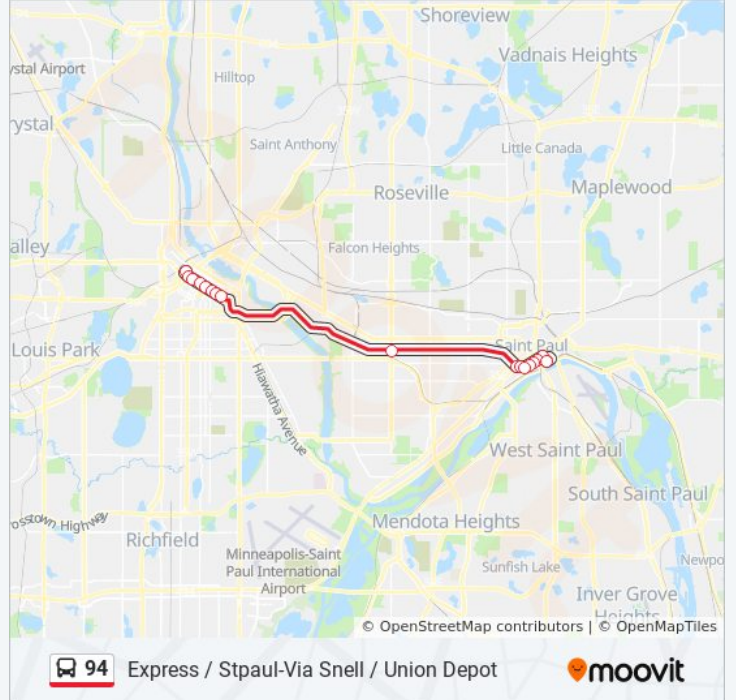 Shoreview
Vadnais Heights
ystal Airport
Hilltop
rystal
Saint Anthony
Little Canada
Roseville
Maplewood
alley
Falcon Heights
Louis Park
Saint Paul
Hiawatha Avenue
West Saint Paul
South Saint Paul
osstown Highway
Richfield
Mendota Heights
Minneapolis-Saint
Paul International
Airport
Sunfish Lake
Newpo
Inver Grove
Heights
© OpenStreetMap contributors | © OpenMapTiles
94 Express / Stpaul-Via Snell / Union Depot
moovit